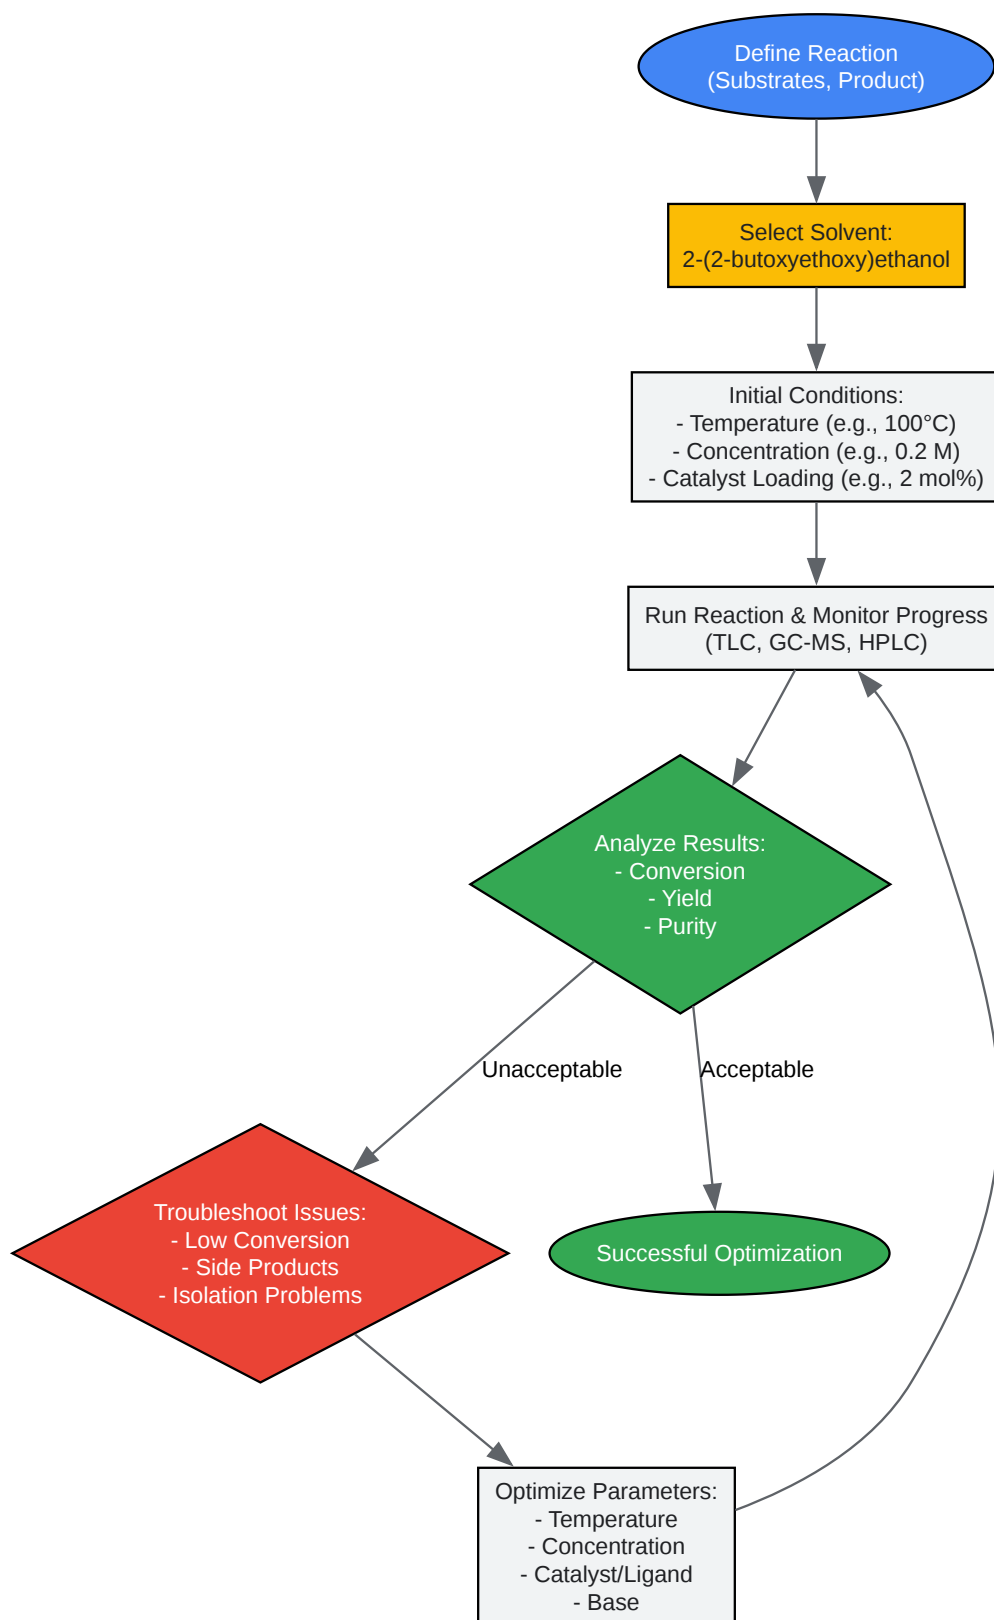 Define Reaction
(Substrates, Product)
Select Solvent:
2-(2-butoxyethoxy)ethanol
Initial Conditions:
- Temperature (e.g., 100°C)
- Concentration (e.g., 0.2 M)
- Catalyst Loading (e.g., 2 mol%)
Run Reaction & Monitor Progress
(TLC, GC-MS, HPLC)
Analyze Results:
- Conversion
- Yield
- Purity
Unacceptable
Acceptable
Troubleshoot Issues:
- Low Conversion
- Side Products
- Isolation Problems
Successful Optimization
Optimize Parameters:
- Temperature
- Concentration
- Catalyst/Ligand
- Base